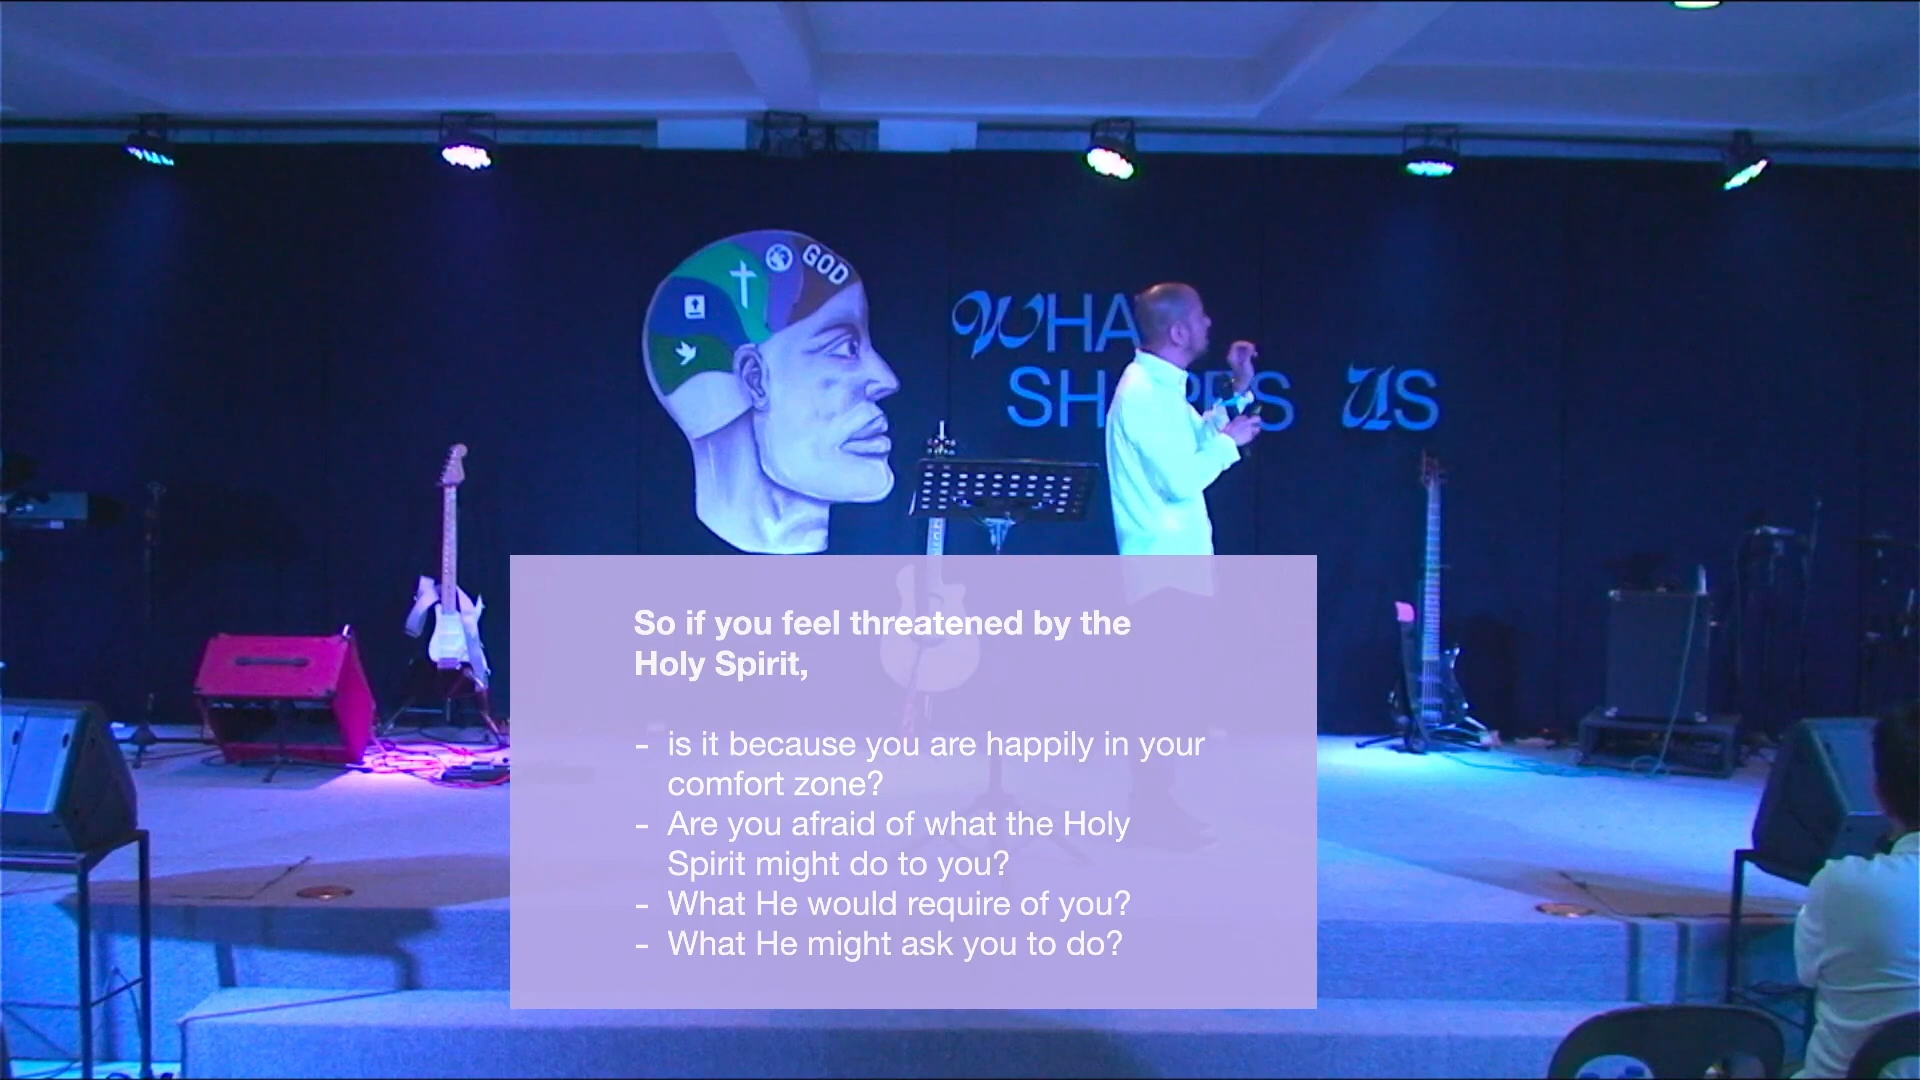 GOD
WHA
SHAPES US
So if you feel threatened by the
Holy Spirit,
- is it because you are happily in your
comfort zone?
- Are you afraid of what the Holy
Spirit might do to you?
- What He would require of you?
- What He might ask you to do?